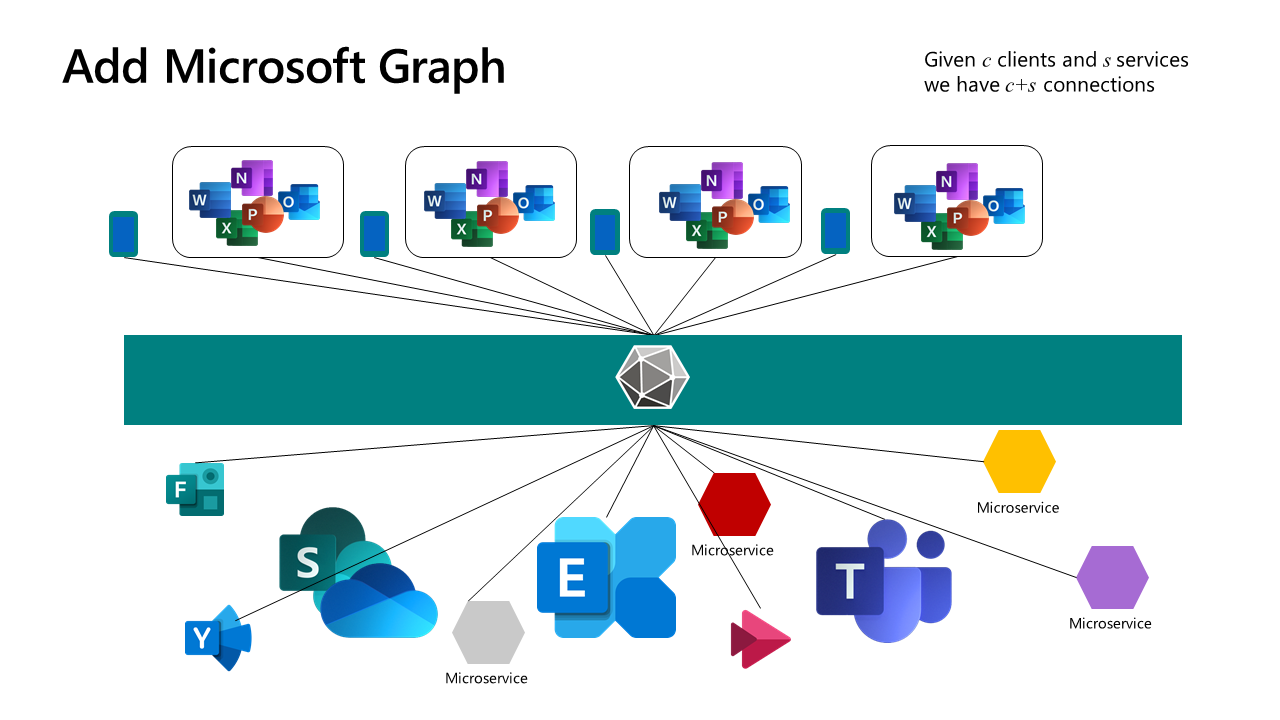 Add Microsoft Graph
Given c clients and s services
we have c+s connections
N
W
O
P
X
N
W
O
P
X
N
W
O
P
X
N
W
O
P
X
F
Microservice
S
Microservice
E
T
Y
Microservice
Microservice